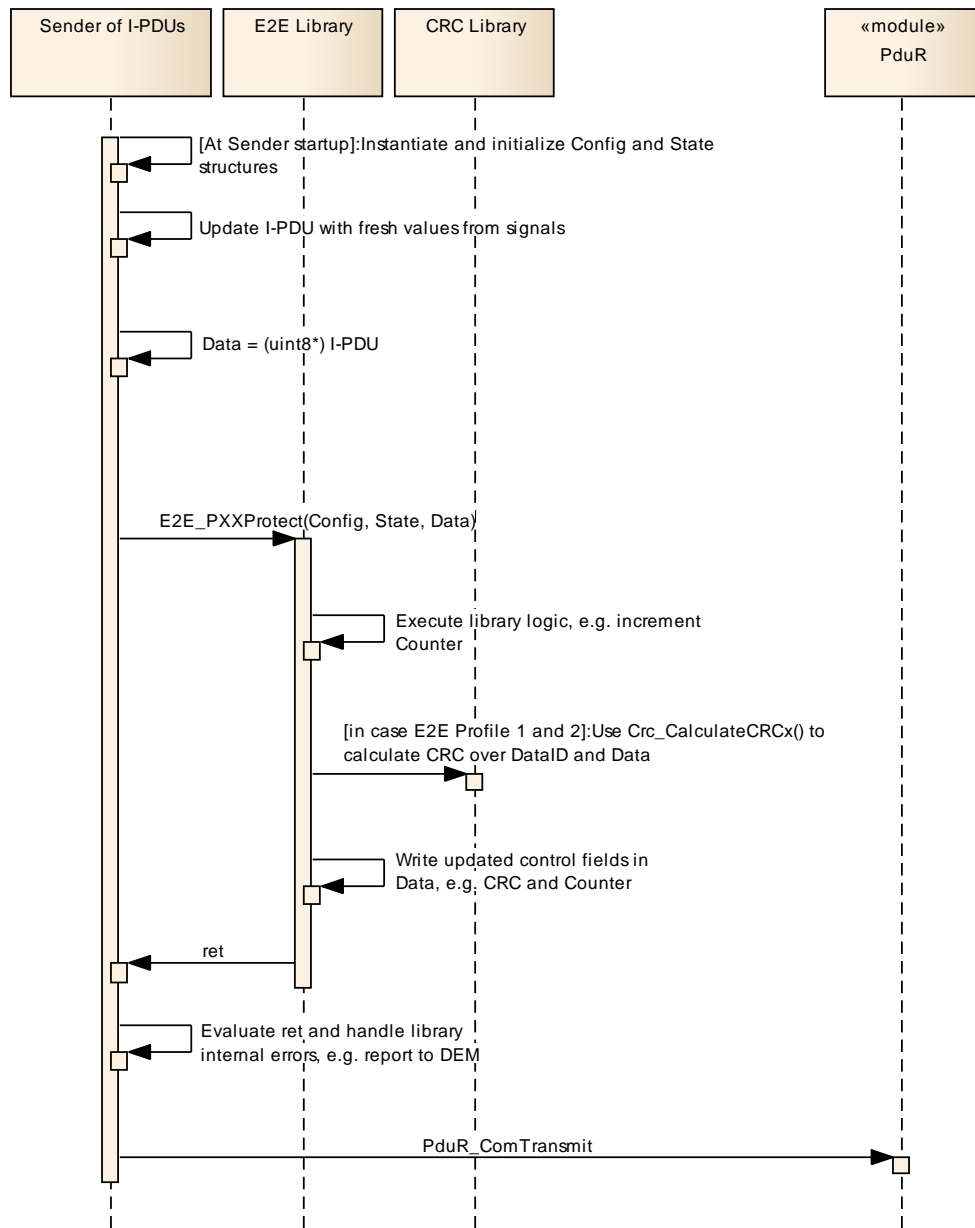 Sender of I-PDUs
E2E Library
CRC Library
«module»
PduR
[At Sender startup]:Instantiate and initialize Config and State
structures
Update I-PDU with fresh values from signals
Data = (uint8*) I-PDU
E2E_PXXProtect(Config, State, Data)
Execute library logic, e.g. increment
Counter
[in case E2E Profile 1 and 2]:Use Crc_CalculateCRCx() to
calculate CRC over DataID and Data
Write updated control fields in
Data, e.g. CRC and Counter
ret
Evaluate ret and handle library
internal errors, e.g. report to DEM
PduR_ComTransmit